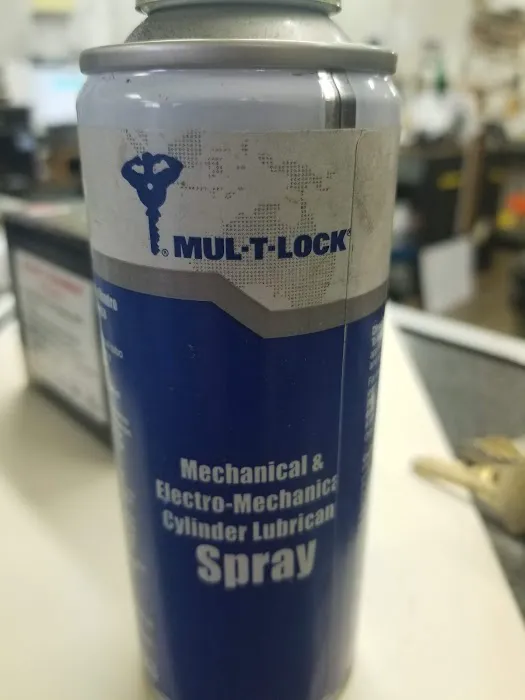 MUL-T-LOCK®
Mechanical &
Electro-Mechanica
Cylinder Lubrican
Spray